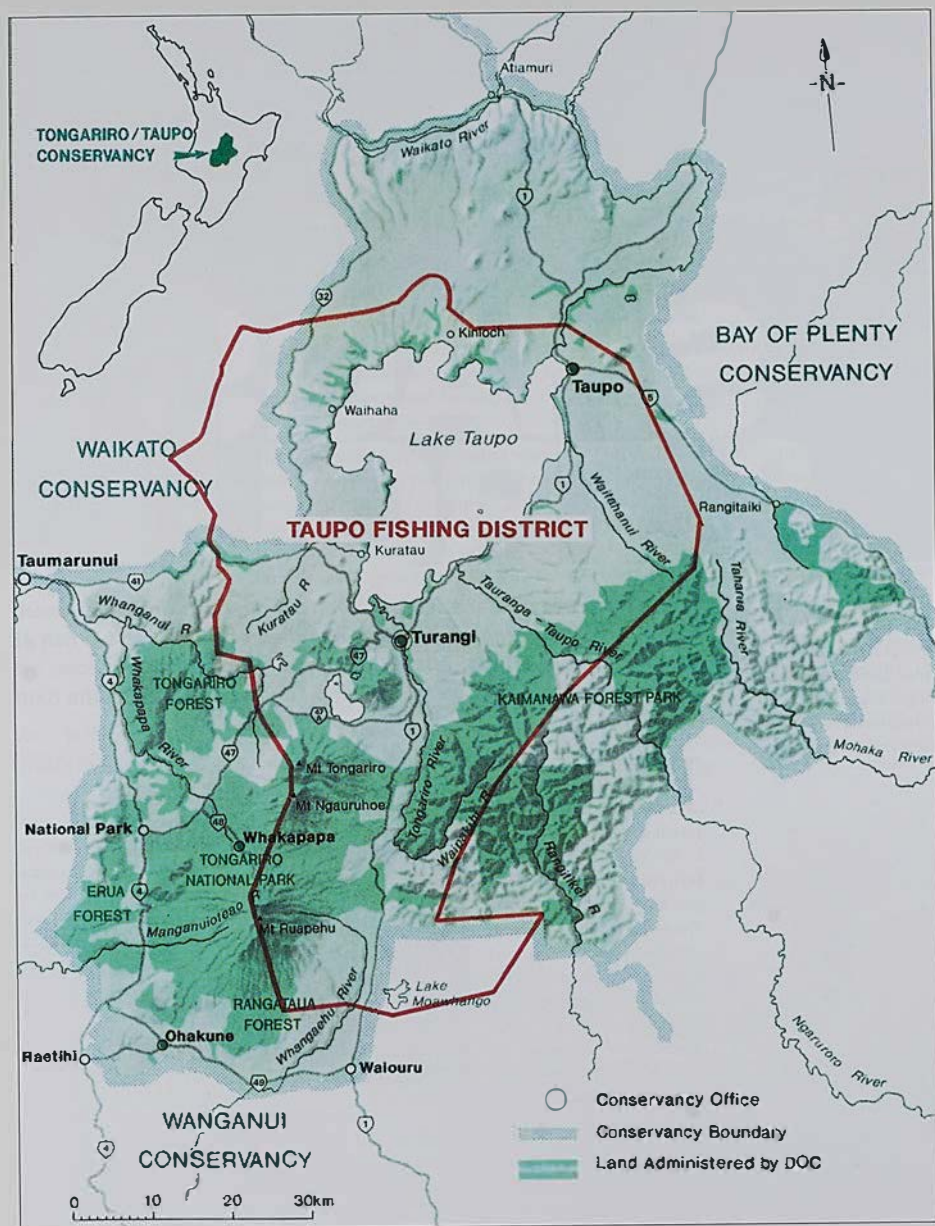 Atiamuri
-N-
TONGARIRO / TAUPO
CONSERVANCY
Waikato River
1
32
Kinloch
BAY OF PLENTY
CONSERVANCY
Taupo
5
Waihaha
Lake Taupo
WAIKATO
CONSERVANCY
1
Waitahanui River
Rangitaiki
TAUPO FISHING DISTRICT
Kuratau
Taumarunui
41
Whanganui R
Kuratau R
Tauranga - Taupo River
Taharua River
Turangi
47
4
Whakapapa River
TONGARIRO
FOREST
KAIMANAWA FOREST PARK
47
47
A
1
Mohaka River
Mt Tongariro
Mt Ngauruhoe
Tongariro River
Waipakihi R
National Park
48
Whakapapa
Rangitikei R
TONGARIRO
NATIONAL PARK
ERUA
FOREST
4
Manganuioteao
Mt Ruapehu
Lake
Moawhango
RANGATAUA
FOREST
Whangaehu River
Ngaruroro River
Ohakune
Raetihi
Waiouru
49
Conservancy Office
WANGANUI
CONSERVANCY
1
Conservancy Boundary
4
Land Administered by DOC
0 10 20 30km